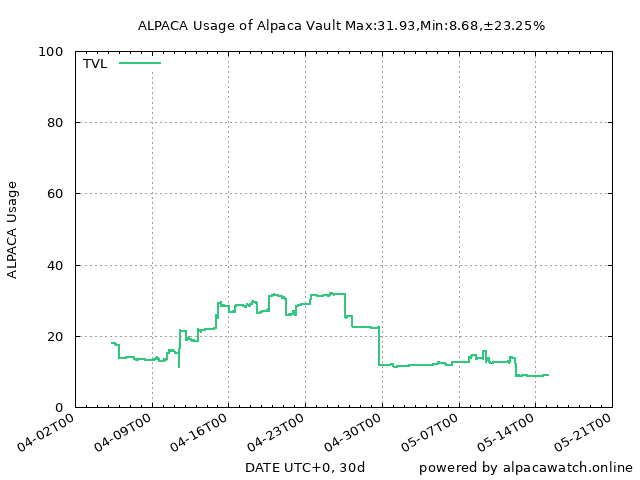 ALPACA Usage of Alpaca Vault Max:31.93,Min:8.68,±23.25%
TVL
ALPACA Usage
100
80
60
40
20
0
04-02T00
04-09T00
04-16T00
04-23T00
04-30T00
05-07T00
05-14T00
05-21T00
DATE UTC+0, 30d
powered by alpacawatch.online